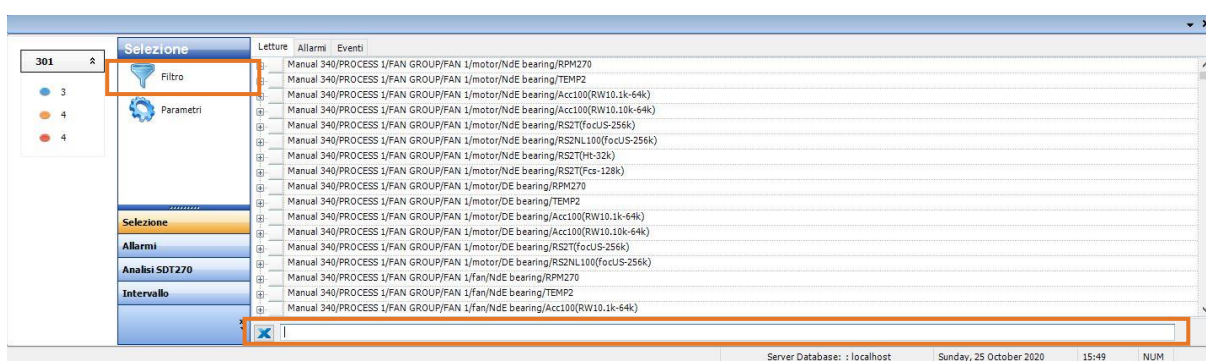 301
3
4
4
Selezione
Filtro
Parametri
Selezione
Allarmi
Analisi SDT270
Intervallo
Letture Allarmi Eventi
Manual 340/PROCESS 1/FAN GROUP/FAN 1/motor/NdE bearing/RPM270
Manual 340/PROCESS 1/FAN GROUP/FAN 1/motor/NdE bearing/TEMP2
Manual 340/PROCESS 1/FAN GROUP/FAN 1/motor/NdE bearing/Acc100(RW10.1k-64k)
Manual 340/PROCESS 1/FAN GROUP/FAN 1/motor/NdE bearing/Acc100(RW10.10k-64k)
Manual 340/PROCESS 1/FAN GROUP/FAN 1/motor/NdE bearing/RS2T(focUS-256k)
Manual 340/PROCESS 1/FAN GROUP/FAN 1/motor/NdE bearing/RS2NL100(focUS-256k)
Manual 340/PROCESS 1/FAN GROUP/FAN 1/motor/NdE bearing/RS2T(Ht-32k)
Manual 340/PROCESS 1/FAN GROUP/FAN 1/motor/NdE bearing/RS2T(Fcs-128k)
Manual 340/PROCESS 1/FAN GROUP/FAN 1/motor/DE bearing/RPM270
Manual 340/PROCESS 1/FAN GROUP/FAN 1/motor/DE bearing/TEMP2
Manual 340/PROCESS 1/FAN GROUP/FAN 1/motor/DE bearing/Acc100(RW10.1k-64k)
Manual 340/PROCESS 1/FAN GROUP/FAN 1/motor/DE bearing/Acc100(RW10.10k-64k)
Manual 340/PROCESS 1/FAN GROUP/FAN 1/motor/DE bearing/RS2T(focUS-256k)
Manual 340/PROCESS 1/FAN GROUP/FAN 1/motor/DE bearing/RS2NL100(focUS-256k)
Manual 340/PROCESS 1/FAN GROUP/FAN 1/fan/NdE bearing/RPM270
Manual 340/PROCESS 1/FAN GROUP/FAN 1/fan/NdE bearing/TEMP2
Manual 340/PROCESS 1/FAN GROUP/FAN 1/fan/NdE bearing/Acc100(RW10.1k-64k)
Server Database: : localhost Sunday, 25 October 2020 15:49 NUM